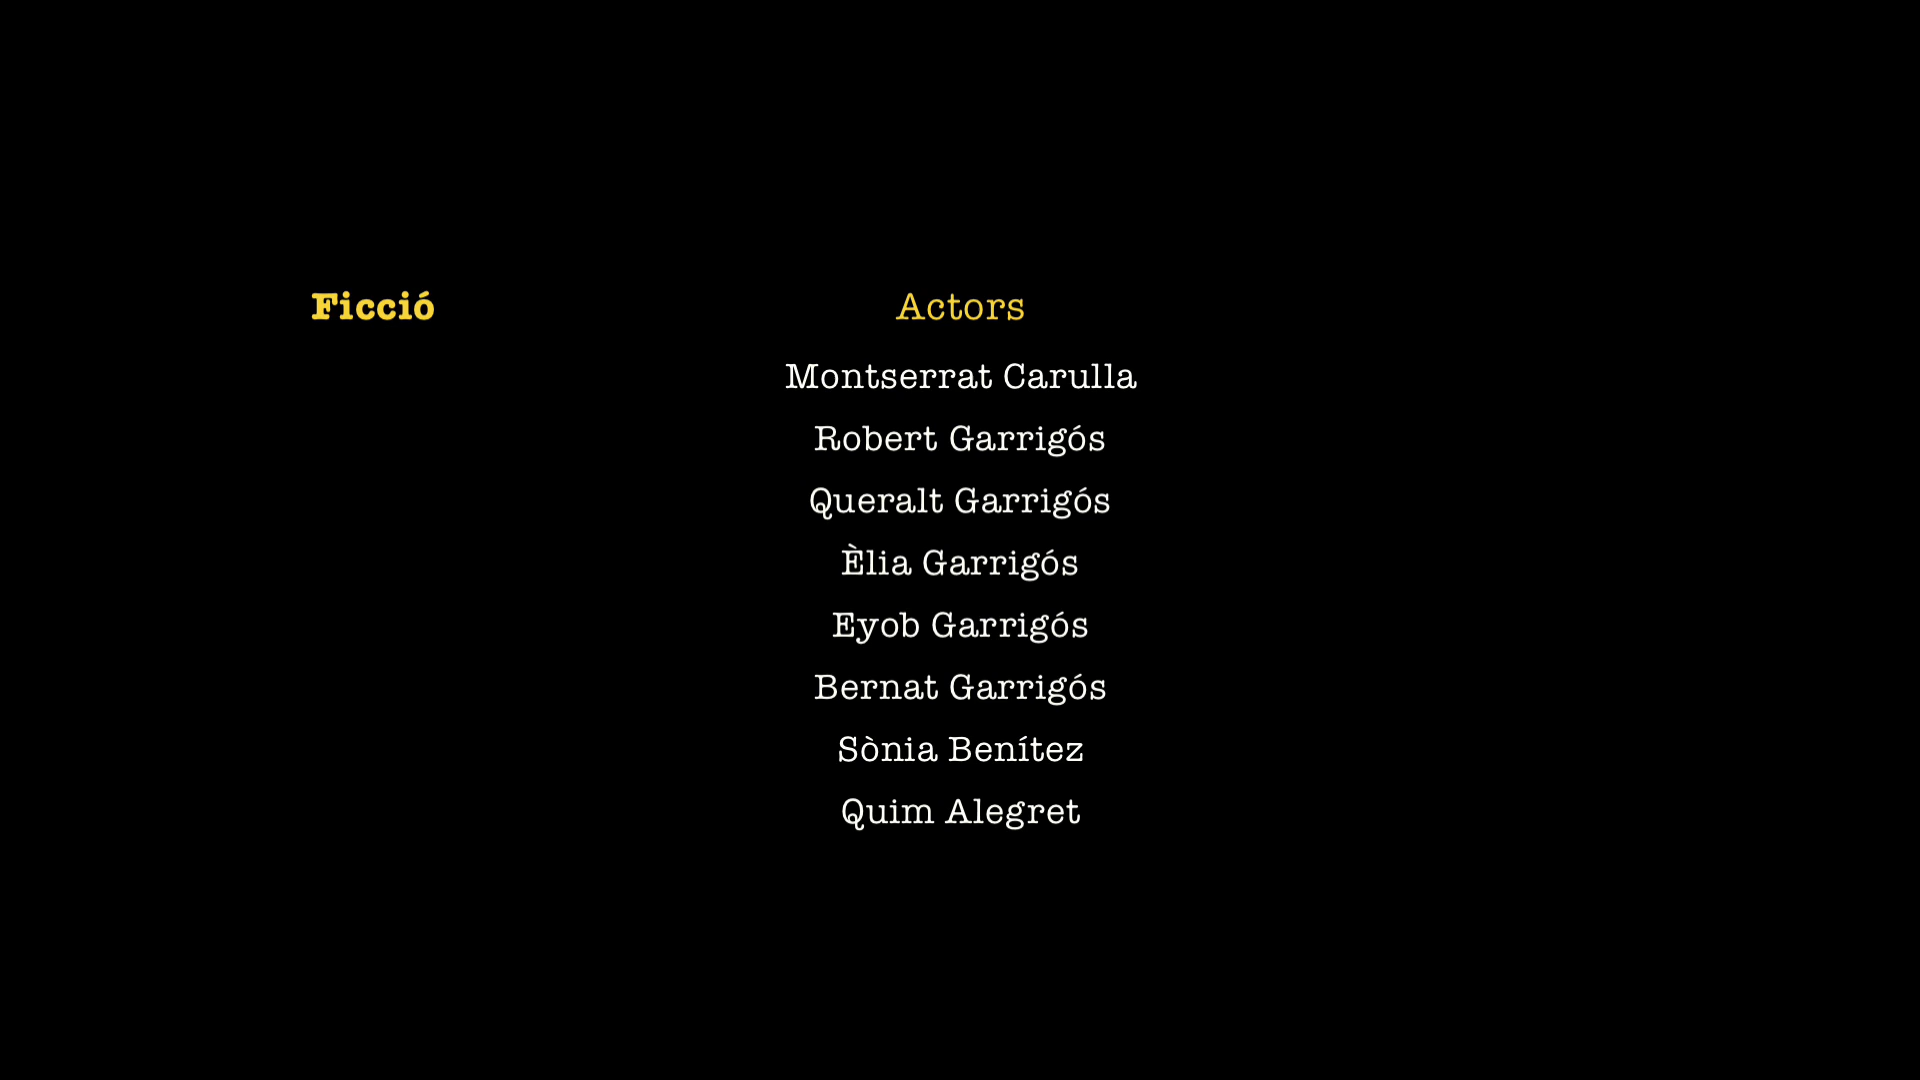 Ficció
Actors
Montserrat Carulla
Robert Garrigós
Queralt Garrigós
Èlia Garrigós
Eyob Garrigós
Bernat Garrigós
Sònia Benítez
Quim Alegret